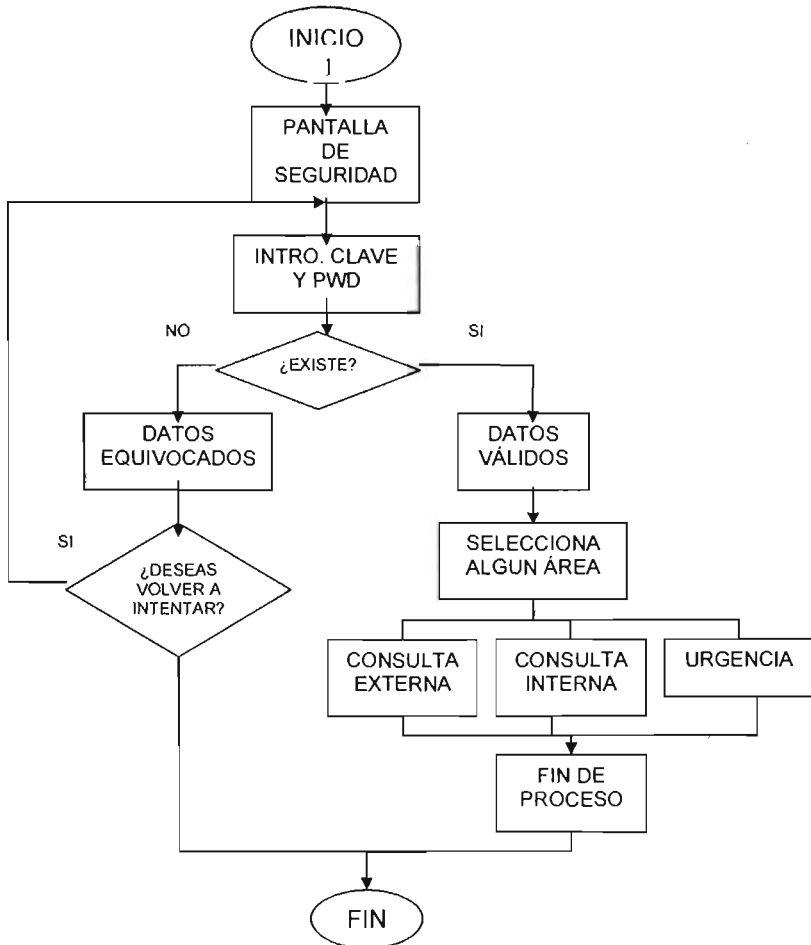 INICIO
1
PANTALLA
DE
SEGURIDAD
INTRO. CLAVE
Y PWD
NO
SI
¿EXISTE?
DATOS
EQUIVOCADOS
DATOS
VÁLIDOS
SI
¿DESEAS
VOLVER A
INTENTAR?
SELECCIONA
ALGUN ÁREA
CONSULTA
EXTERNA
CONSULTA
INTERNA
URGENCIA
FIN DE
PROCESO
FIN